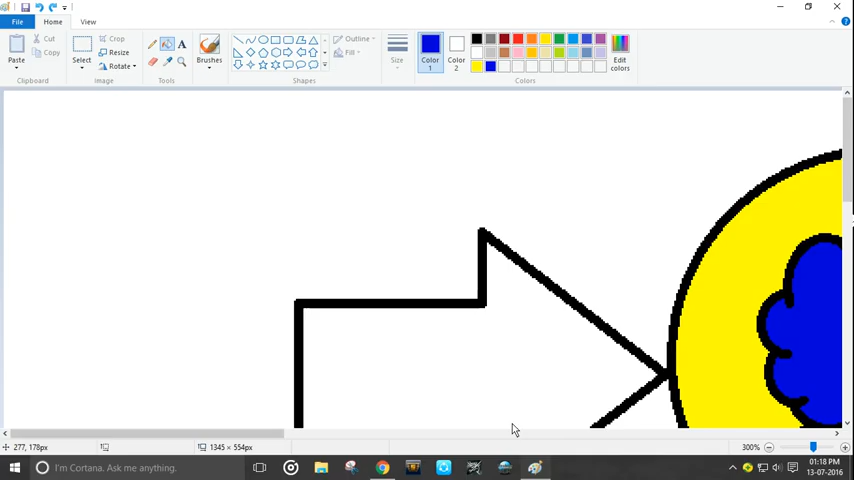 File Home View
Cut
Copy
Paste
Clipboard
Crop
Resize
Rotate
Select
Image
A
Tools
Brushes
Outline
Fill
Shapes
Size
Color 1
Color 2
Edit colors
Colors
277, 178px
1345 × 554px
300%
I'm Cortana. Ask me anything.
01:18 PM
13-07-2016